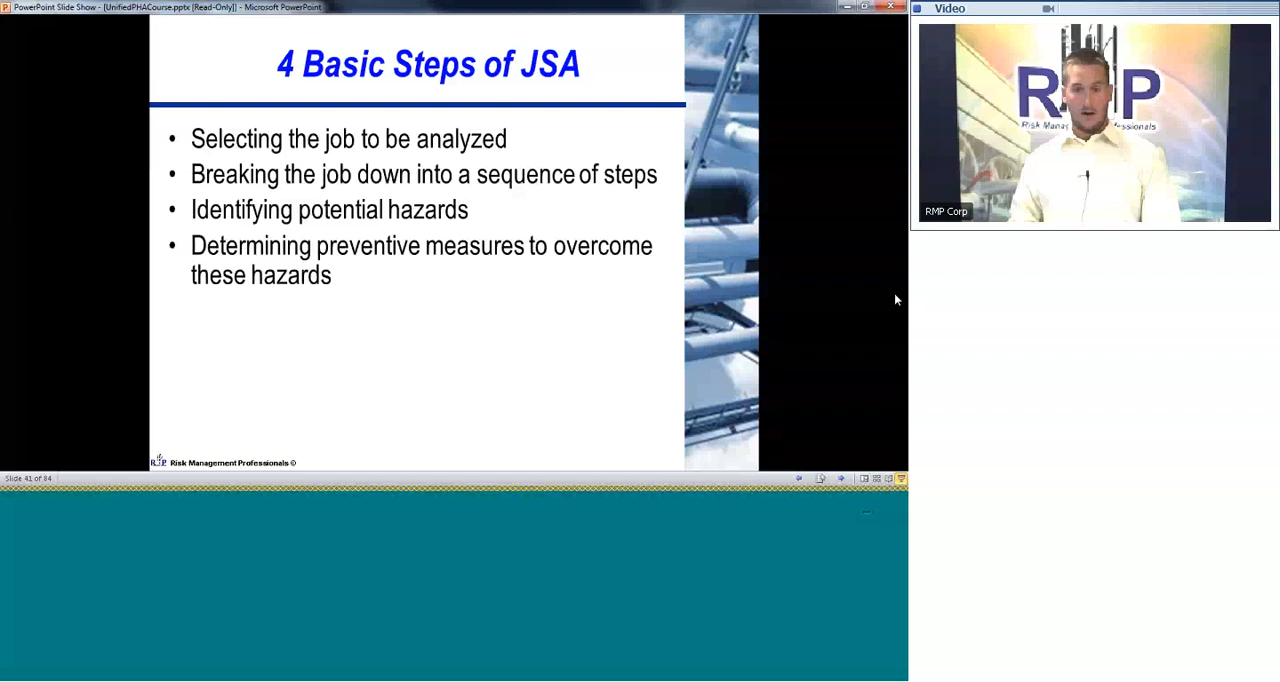 PowerPoint Slide Show - [UnifiedPHACourse.pptx [Read-Only]] - Microsoft PowerPoint
Video
4 Basic Steps of JSA
• Selecting the job to be analyzed
• Breaking the job down into a sequence of steps
• Identifying potential hazards
• Determining preventive measures to overcome
these hazards
RMP Corp
RMP Risk Management Professionals ©
Slide 41 of 84